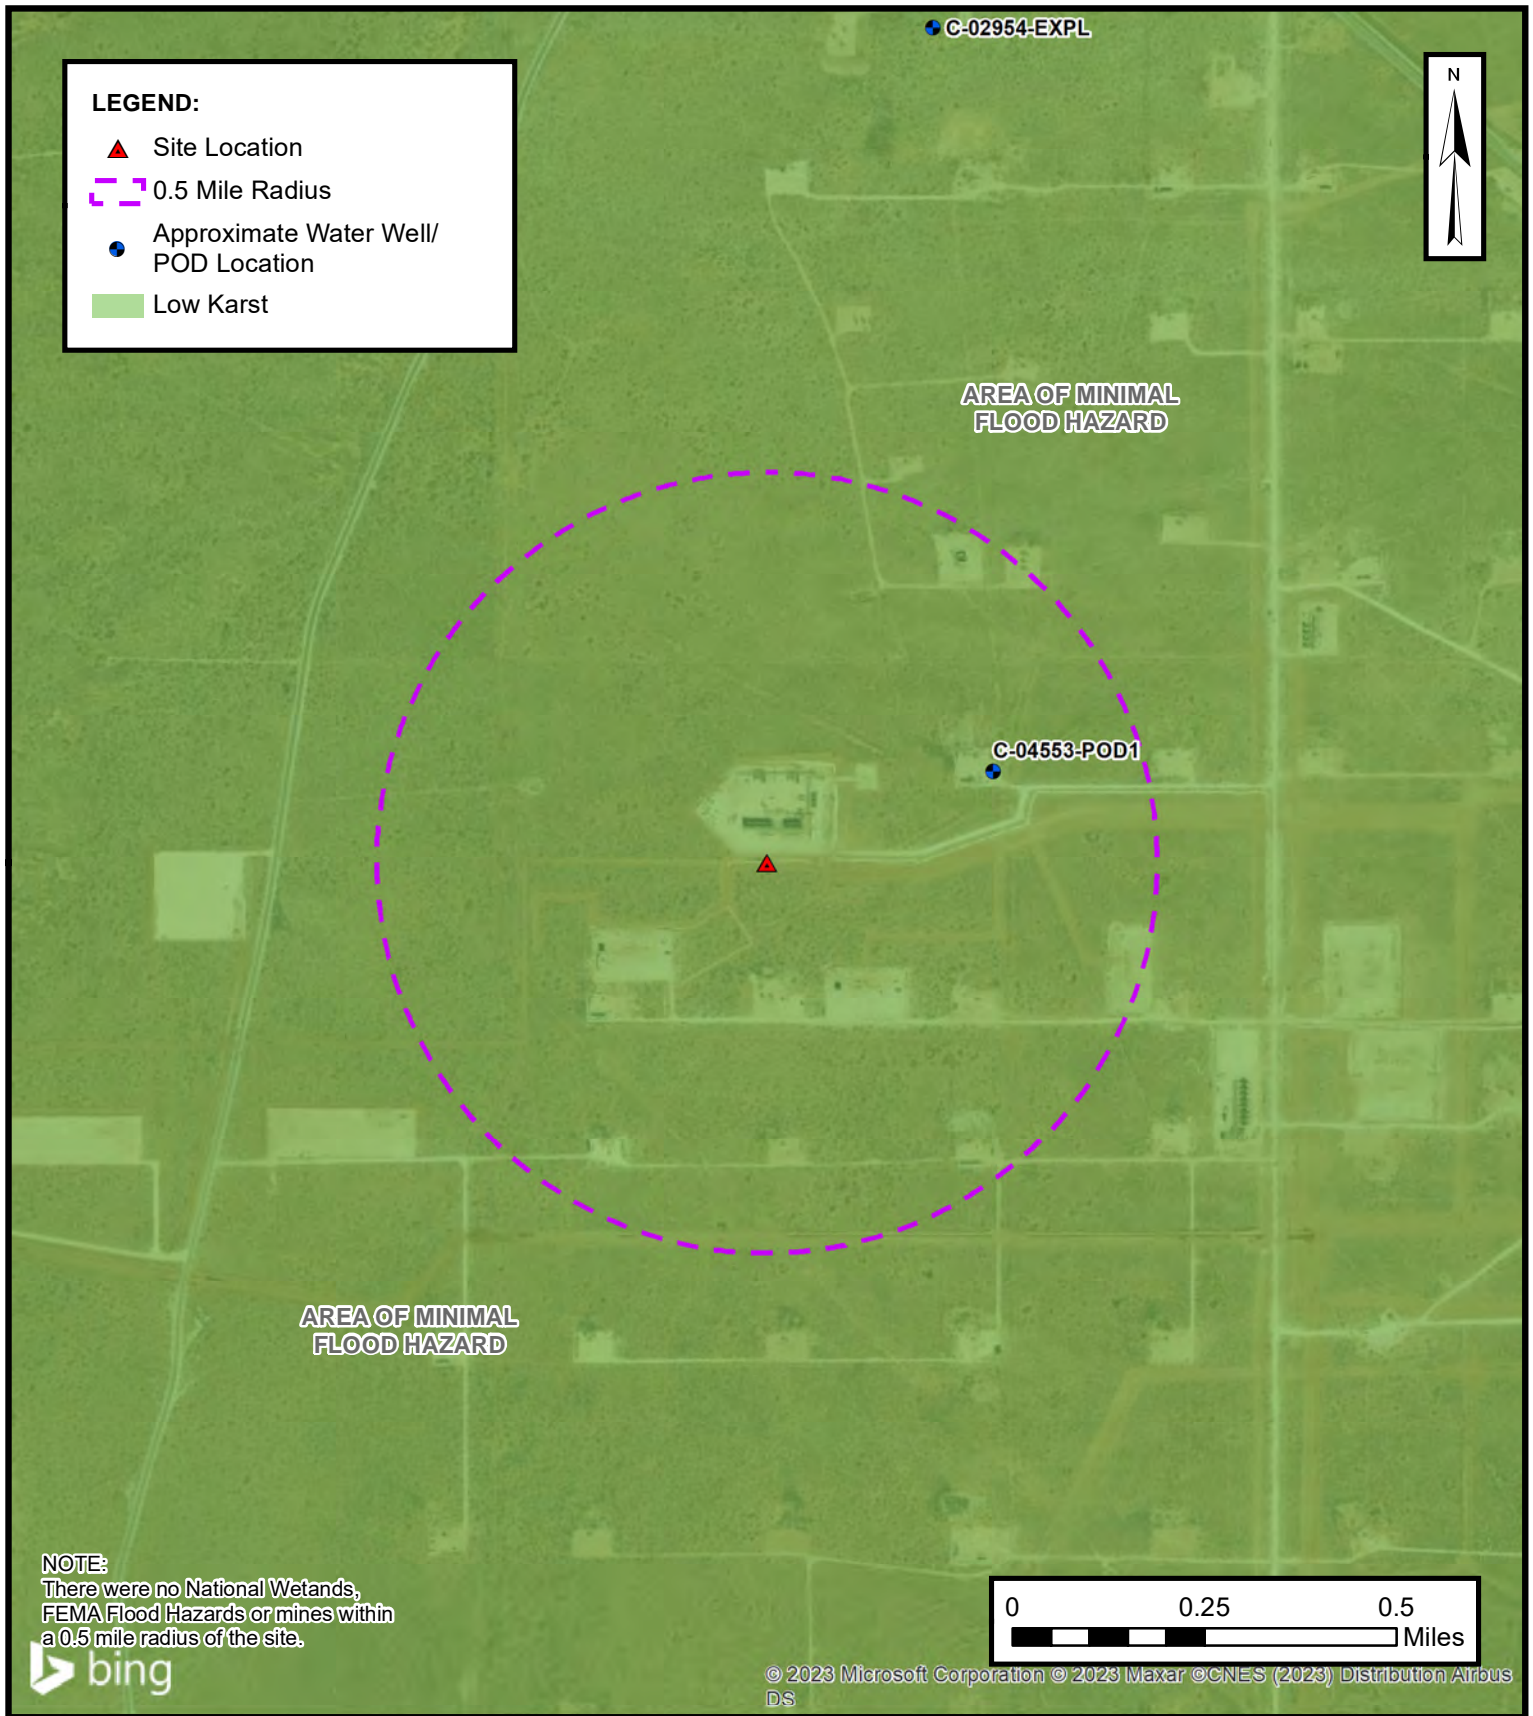 C-02954-EXPL
N
LEGEND:
Site Location
0.5 Mile Radius
Approximate Water Well/
POD Location
Low Karst
AREA OF MINIMAL
FLOOD HAZARD
C-04553-POD1
AREA OF MINIMAL
FLOOD HAZARD
NOTE:
There were no National Wetands,
FEMA Flood Hazards or mines within
a 0.5 mile radius of the site.
0 0.25 0.5
Miles
bing
© 2023 Microsoft Corporation © 2023 Maxar ©CNES (2023) Distribution Airbus
DS